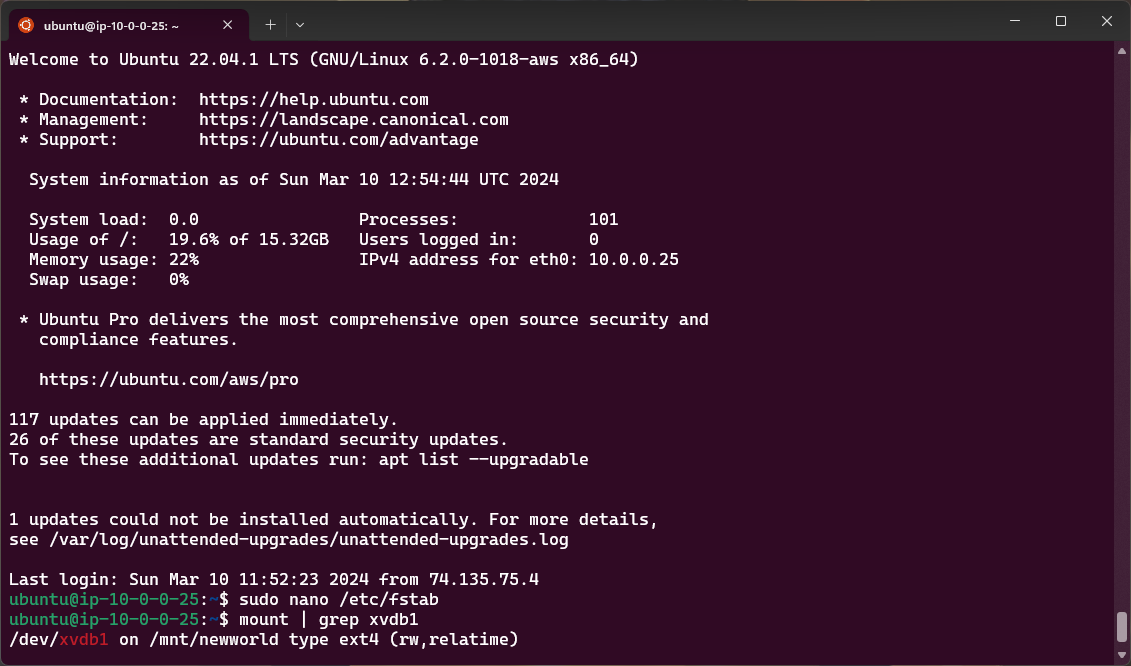 ubuntu@ip-10-0-0-25: ~
Welcome to Ubuntu 22.04.1 LTS (GNU/Linux 6.2.0-1018-aws x86_64)
* Documentation:  https://help.ubuntu.com
* Management:     https://landscape.canonical.com
* Support:        https://ubuntu.com/advantage
System information as of Sun Mar 10 12:54:44 UTC 2024
System load:  0.0                Processes:             101
Usage of /:   19.6% of 15.32GB   Users logged in:       0
Memory usage: 22%                IPv4 address for eth0: 10.0.0.25
Swap usage:   0%
* Ubuntu Pro delivers the most comprehensive open source security and
compliance features.
https://ubuntu.com/aws/pro
117 updates can be applied immediately.
26 of these updates are standard security updates.
To see these additional updates run: apt list --upgradable
1 updates could not be installed automatically. For more details,
see /var/log/unattended-upgrades/unattended-upgrades.log
Last login: Sun Mar 10 11:52:23 2024 from 74.135.75.4
ubuntu@ip-10-0-0-25:~$ sudo nano /etc/fstab
ubuntu@ip-10-0-0-25:~$ mount | grep xvdb1
/dev/xvdb1 on /mnt/newworld type ext4 (rw,relatime)